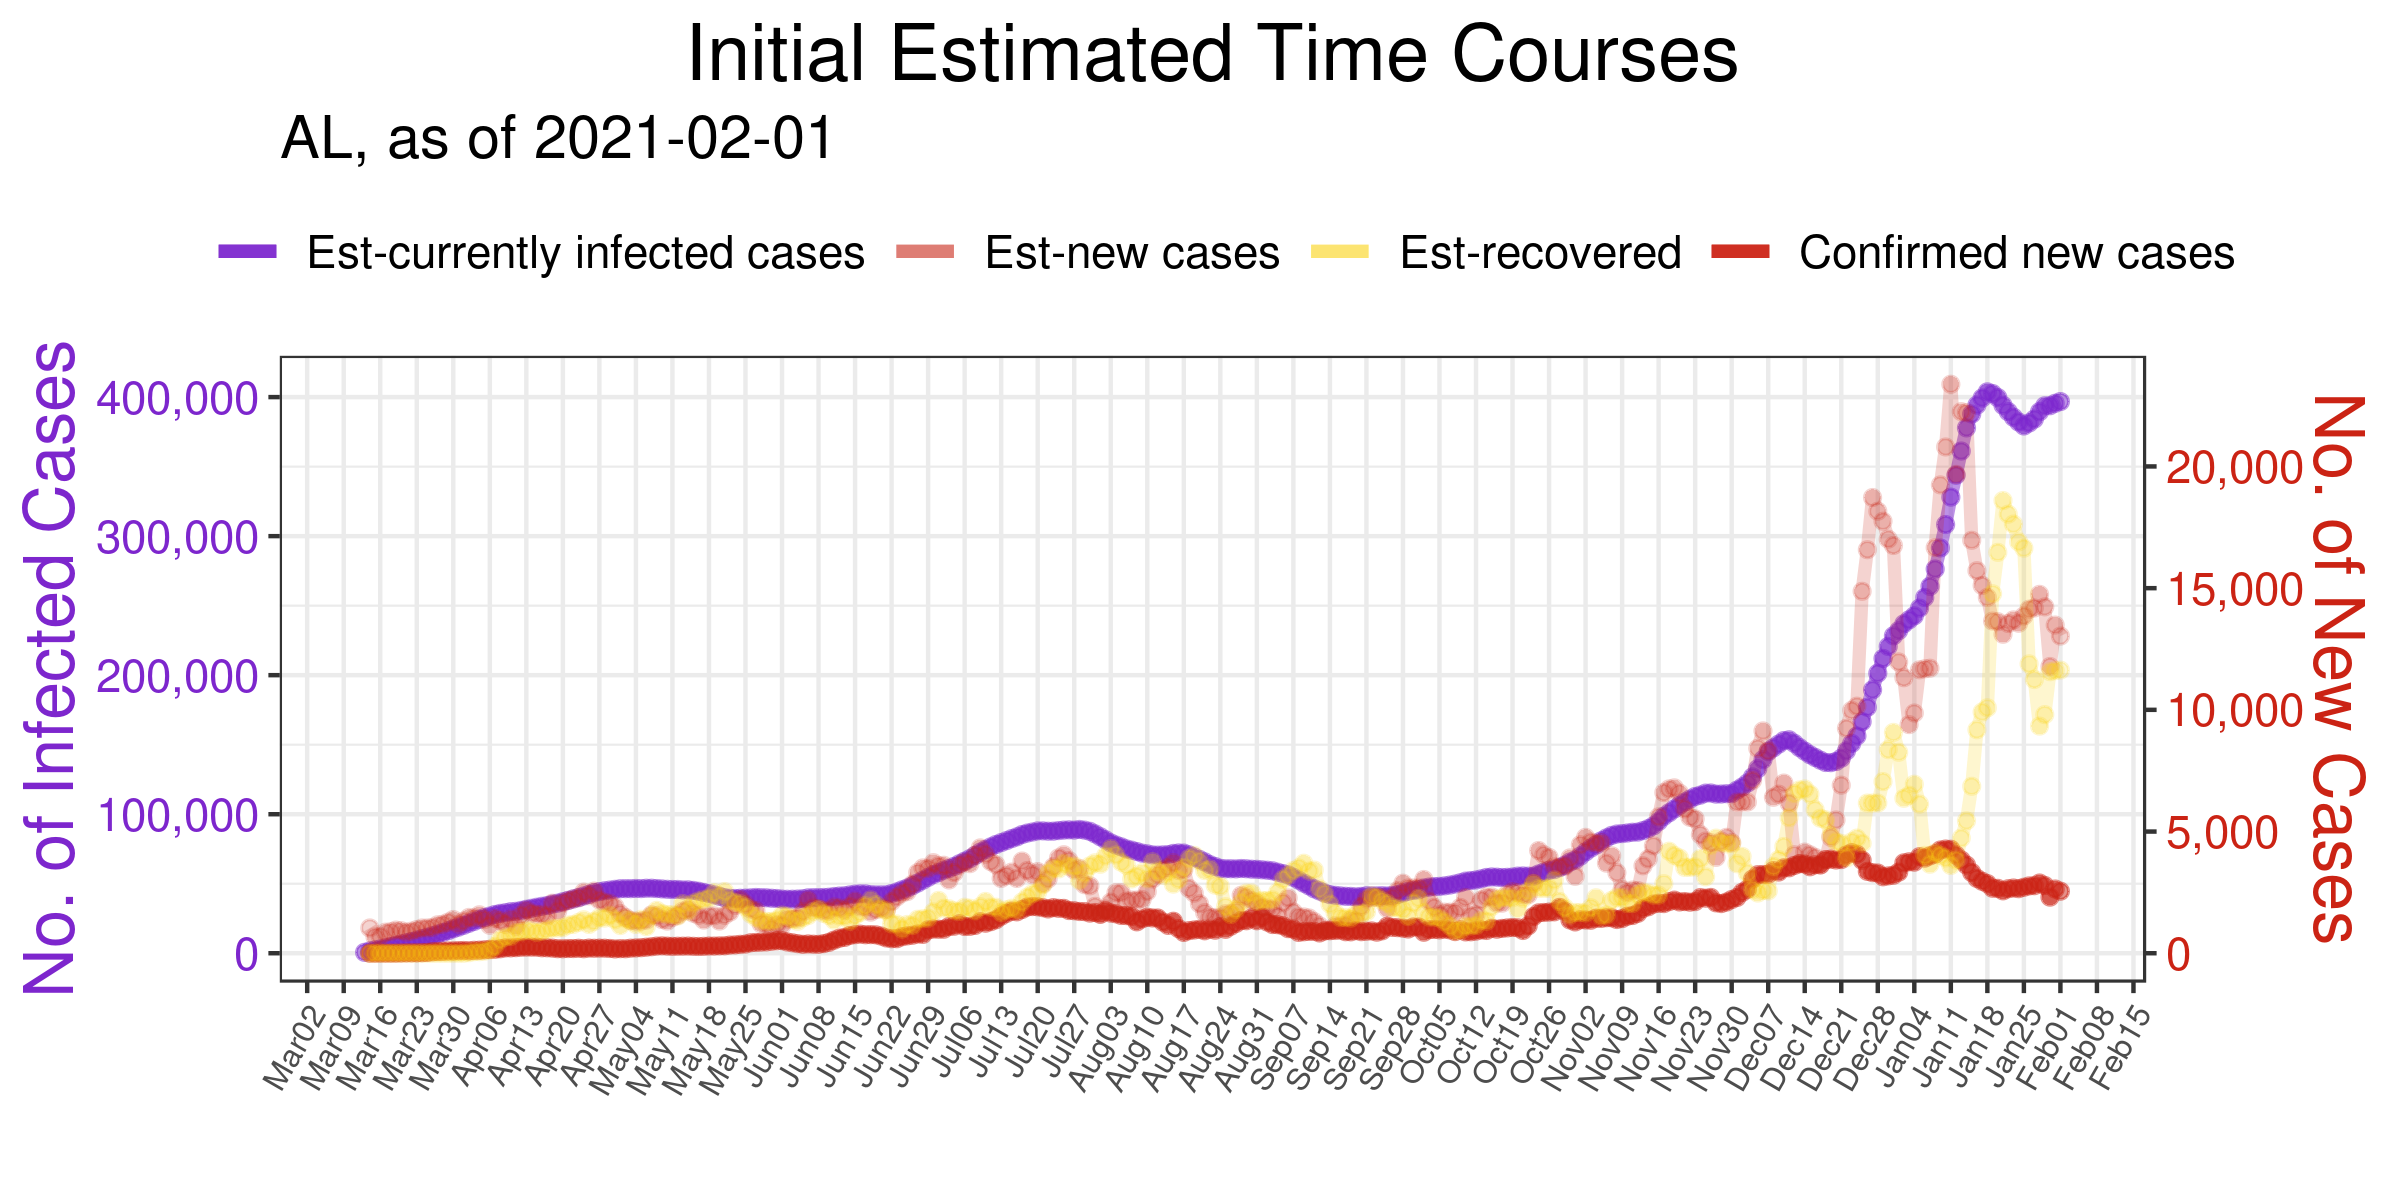 Initial Estimated Time Courses
AL, as of 2021-02-01
Est-currently infected cases Est-new cases Est-recovered Confirmed new cases
No. of Infected Cases
400,000
300,000
200,000
100,000
0
20,000
15,000
10,000
5,000
0
No. of New Cases
Mar02 Mar09 Mar16 Mar23 Mar30 Apr06 Apr13 Apr20 Apr27 May04 May11 May18 May25 Jun01 Jun08 Jun15 Jun22 Jun29 Jul06 Jul13 Jul20 Jul27 Aug03 Aug10 Aug17 Aug24 Aug31 Sep07 Sep14 Sep21 Sep28 Oct05 Oct12 Oct19 Oct26 Nov02 Nov09 Nov16 Nov23 Nov30 Dec07 Dec14 Dec21 Dec28 Dec04 Jan11 Jan18 Jan25 Feb01 Feb08 Feb15